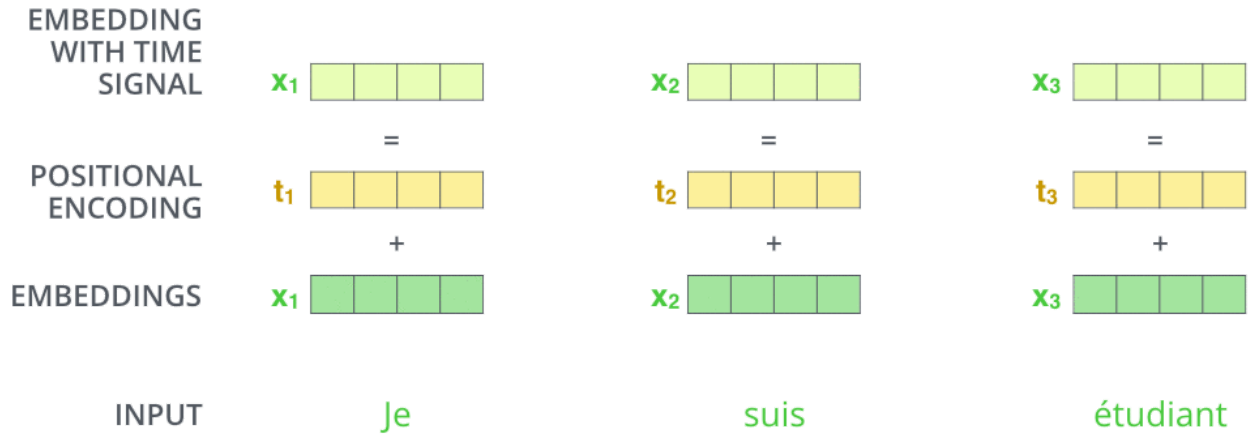 EMBEDDING
WITH TIME
SIGNAL
x₁
x₂
x₃
=
=
=
POSITIONAL
ENCODING
t₁
t₂
t₃
+
+
+
EMBEDDINGS
x₁
x₂
x₃
INPUT
Je
suis
étudiant